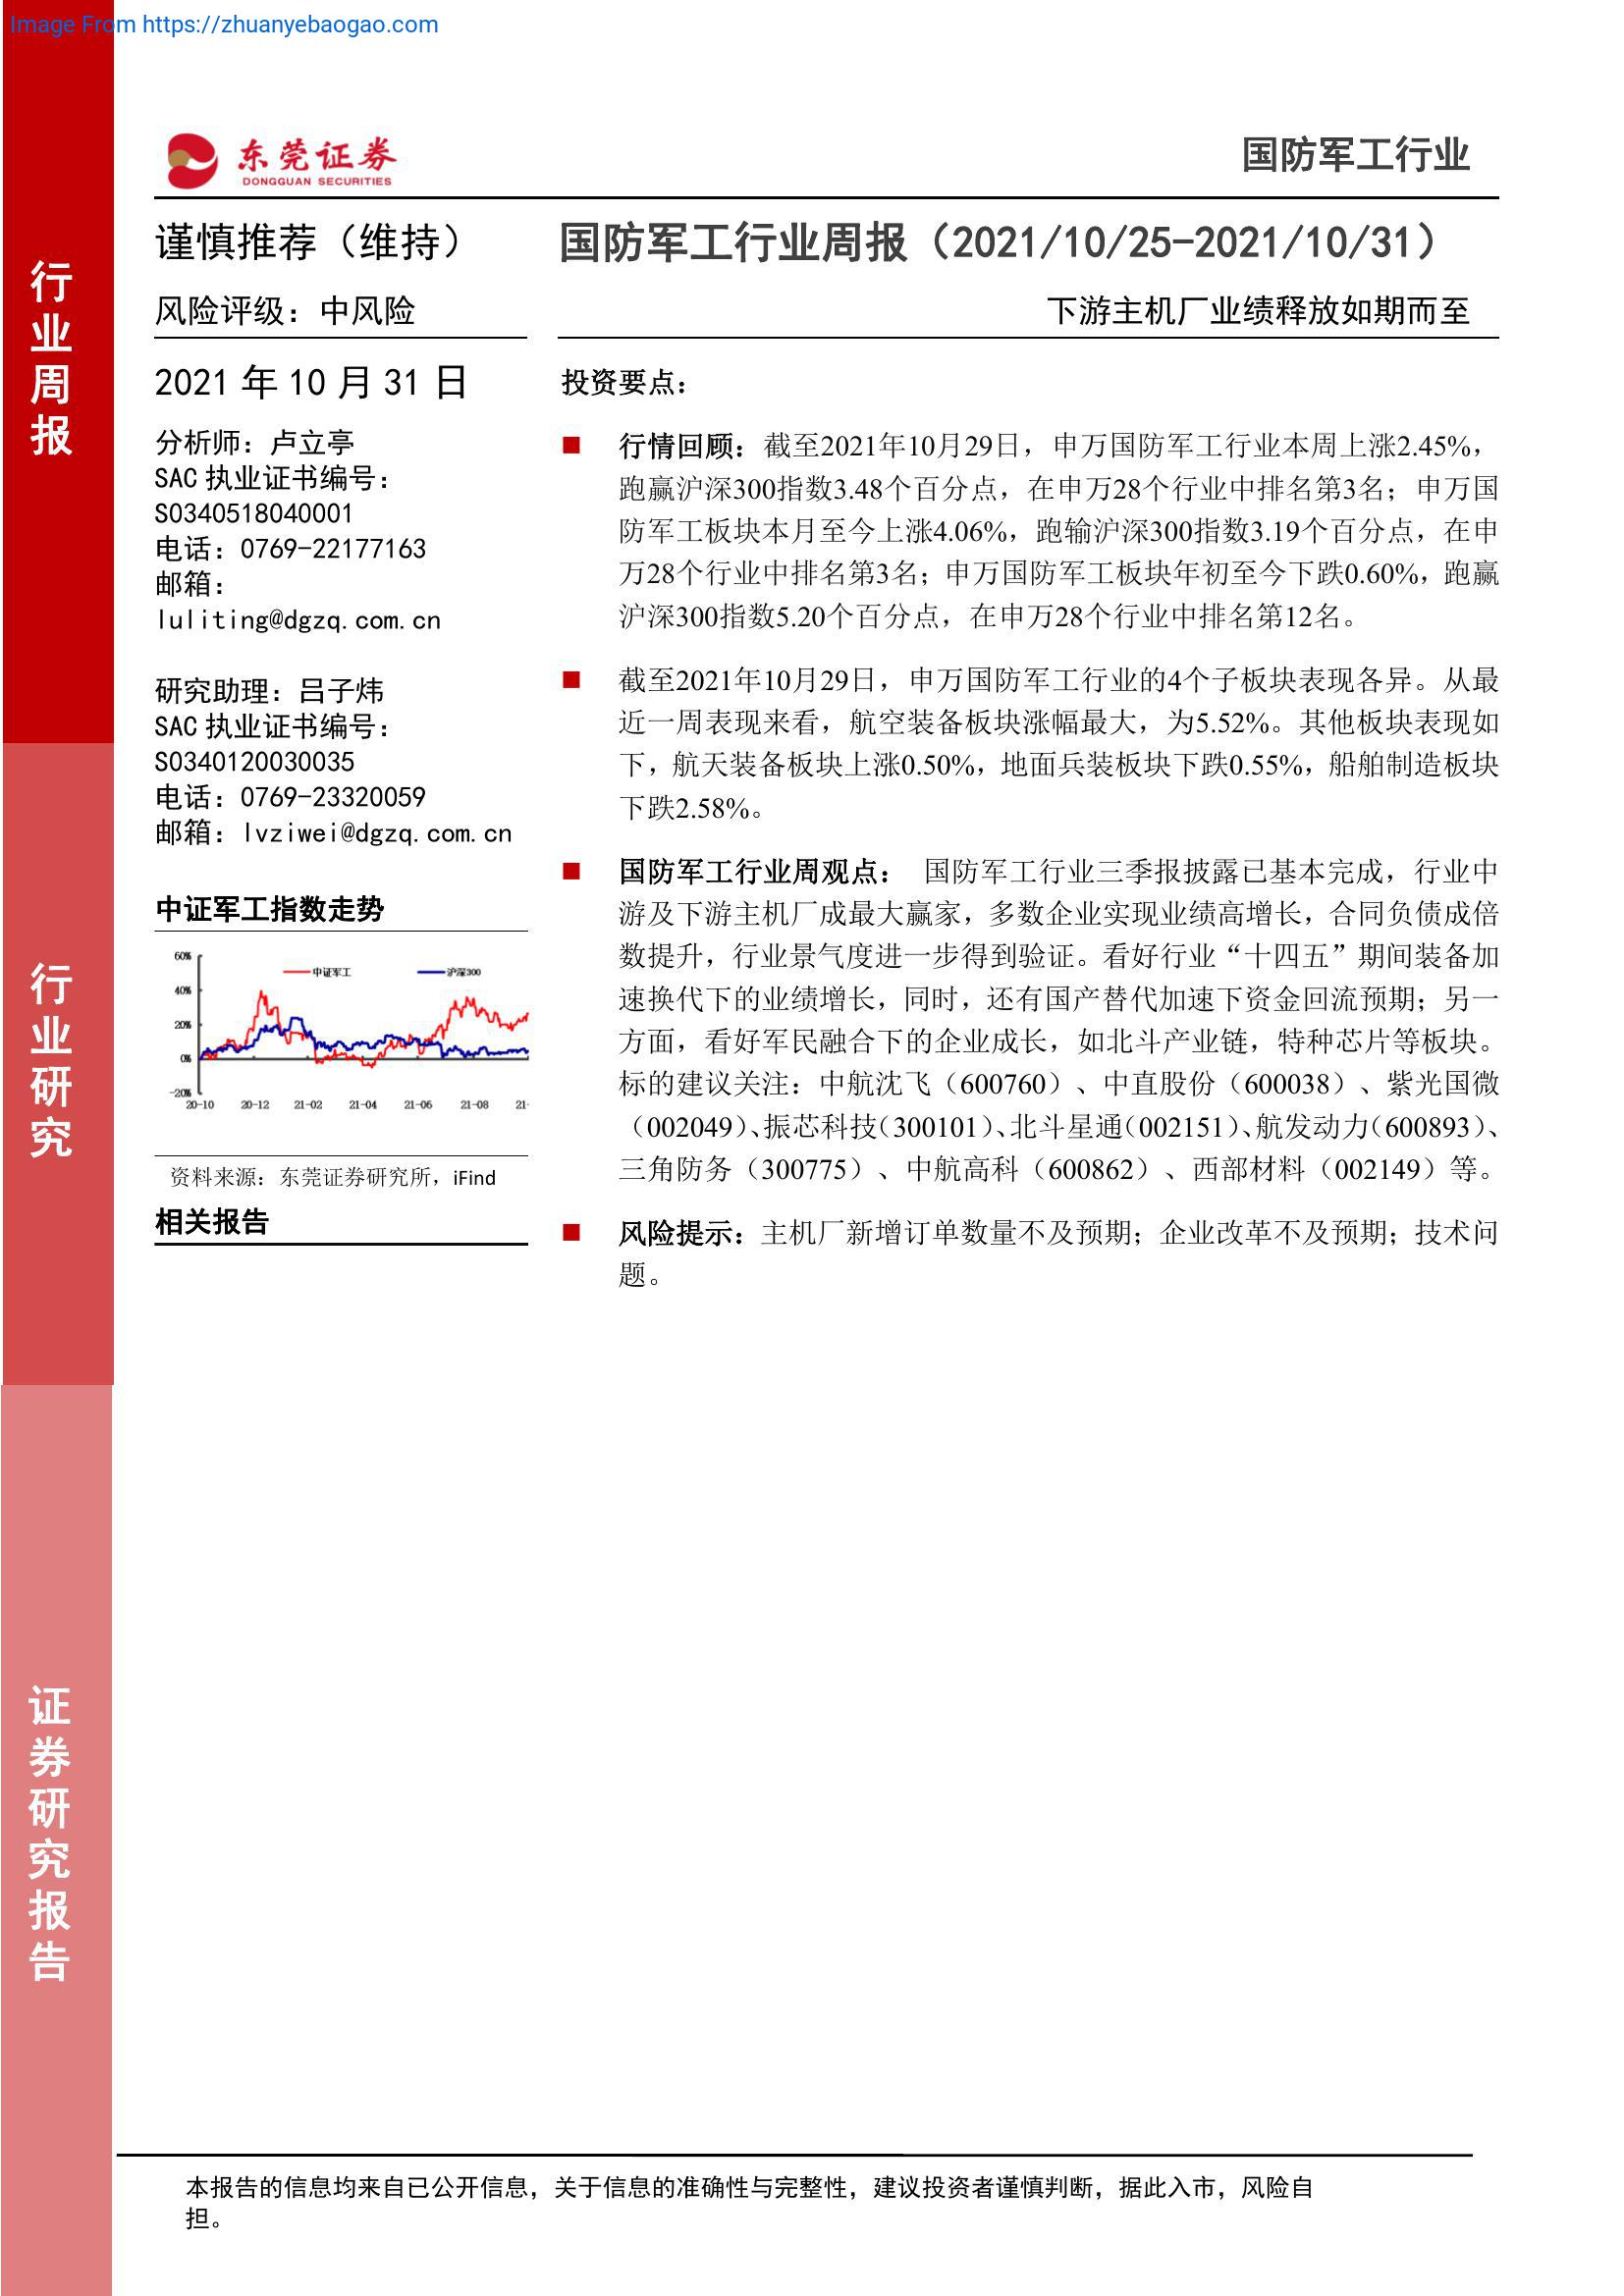 Image From https://zhuanyebaogao.com
东莞证券
DONGGUAN SECURITIES
国防军工行业
行业周报
行业研究
证券研究报告
谨慎推荐（维持）
风险评级：中风险
2021 年 10 月 31 日
分析师：卢立亭
SAC 执业证书编号：
S0340518040001
电话：0769-22177163
邮箱：
luliting@dgzq.com.cn
研究助理：吕子炜
SAC 执业证书编号：
S0340120030035
电话：0769-23320059
邮箱：lvziwei@dgzq.com.cn
中证军工指数走势
中证军工 沪深300
60%
40%
20%
0%
-20%
20-10 20-12 21-02 21-04 21-06 21-08 21-
资料来源：东莞证券研究所，iFind
相关报告
国防军工行业周报（2021/10/25-2021/10/31）
下游主机厂业绩释放如期而至
投资要点：
■ 行情回顾：截至2021年10月29日，申万国防军工行业本周上涨2.45%，
跑赢沪深300指数3.48个百分点，在申万28个行业中排名第3名；申万国
防军工板块本月至今上涨4.06%，跑输沪深300指数3.19个百分点，在申
万28个行业中排名第3名；申万国防军工板块年初至今下跌0.60%，跑赢
沪深300指数5.20个百分点，在申万28个行业中排名第12名。
■ 截至2021年10月29日，申万国防军工行业的4个子板块表现各异。从最
近一周表现来看，航空装备板块涨幅最大，为5.52%。其他板块表现如
下，航天装备板块上涨0.50%，地面兵装板块下跌0.55%，船舶制造板块
下跌2.58%。
■ 国防军工行业周观点： 国防军工行业三季报披露已基本完成，行业中
游及下游主机厂成最大赢家，多数企业实现业绩高增长，合同负债成倍
数提升，行业景气度进一步得到验证。看好行业“十四五”期间装备加
速换代下的业绩增长，同时，还有国产替代加速下资金回流预期；另一
方面，看好军民融合下的企业成长，如北斗产业链，特种芯片等板块。
标的建议关注：中航沈飞（600760）、中直股份（600038）、紫光国微
（002049）、振芯科技（300101）、北斗星通（002151）、航发动力（600893）、
三角防务（300775）、中航高科（600862）、西部材料（002149）等。
■ 风险提示：主机厂新增订单数量不及预期；企业改革不及预期；技术问
题。
本报告的信息均来自已公开信息，关于信息的准确性与完整性，建议投资者谨慎判断，据此入市，风险自
担。